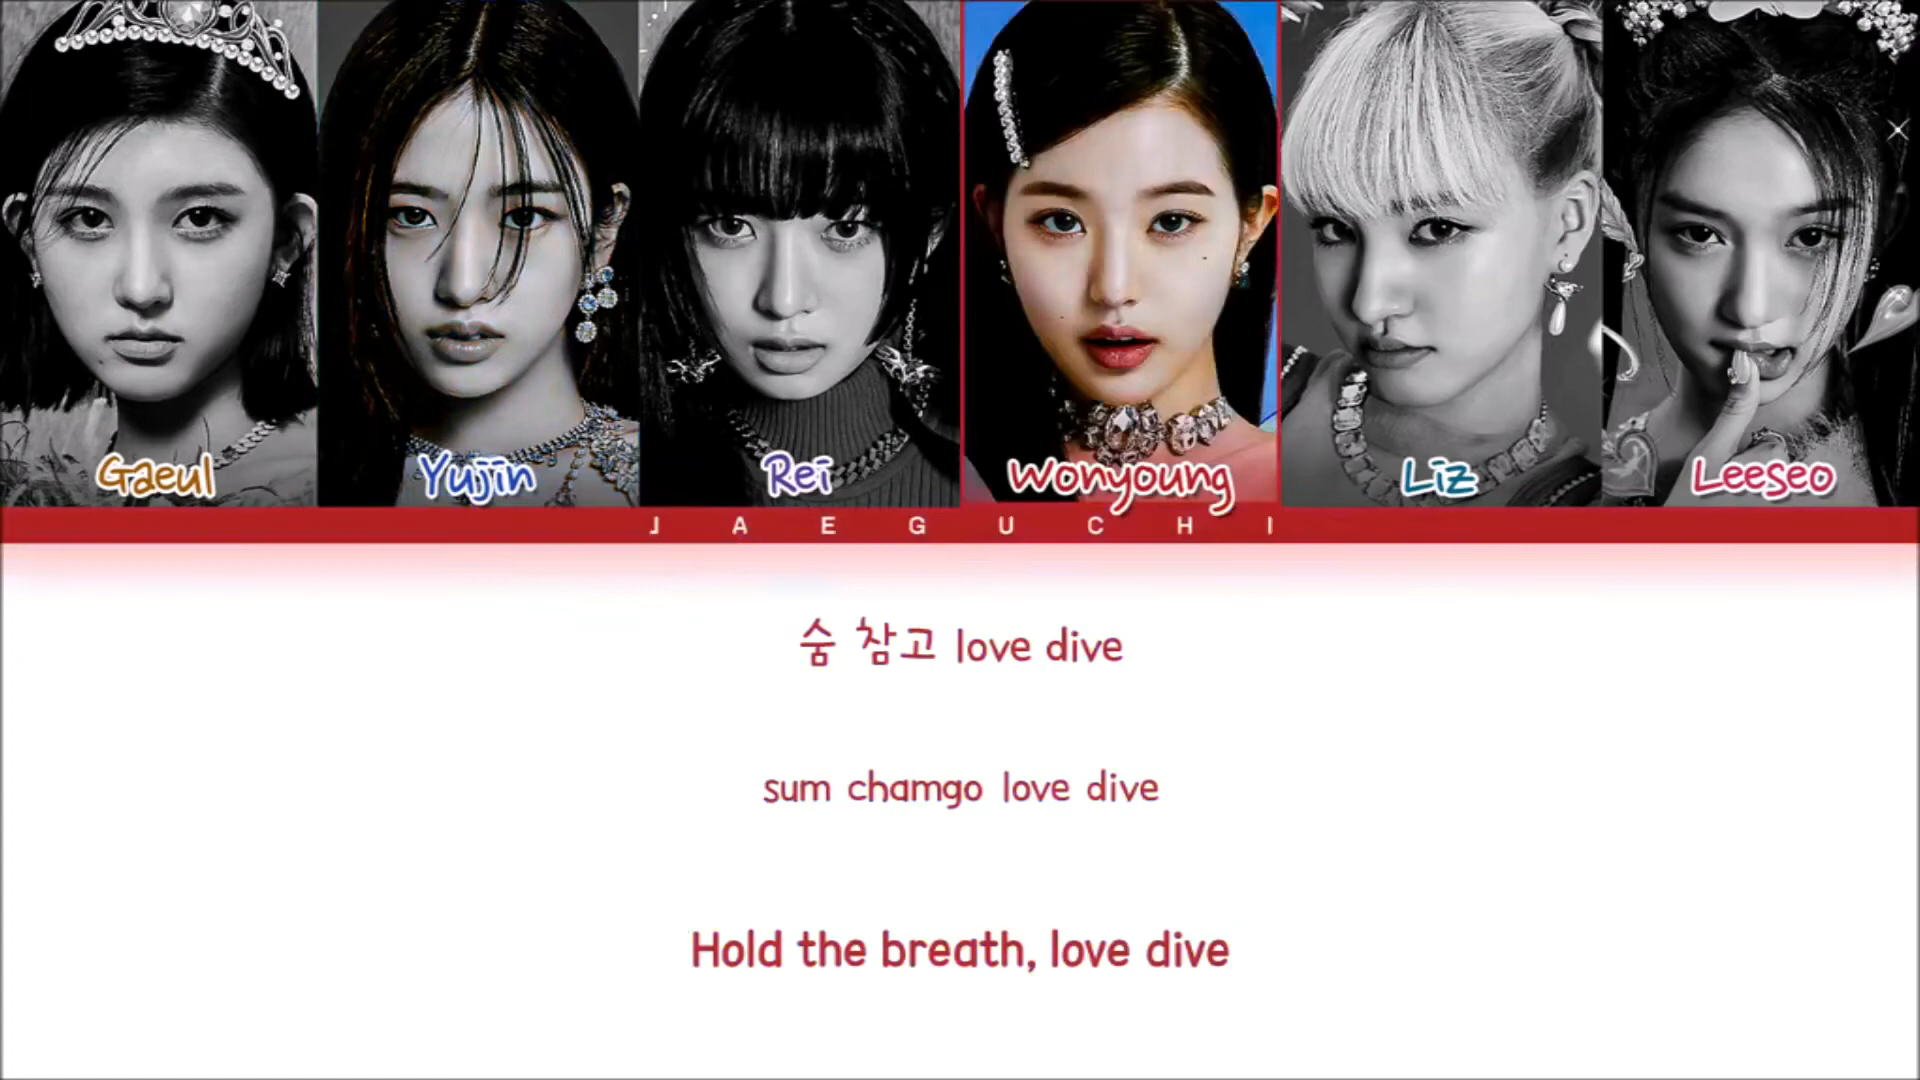 Gaeul Yujin Rei Wonyoung Liz Leeseo
JAEGUCHI
숨 참고 love dive
sum chamgo love dive
Hold the breath, love dive